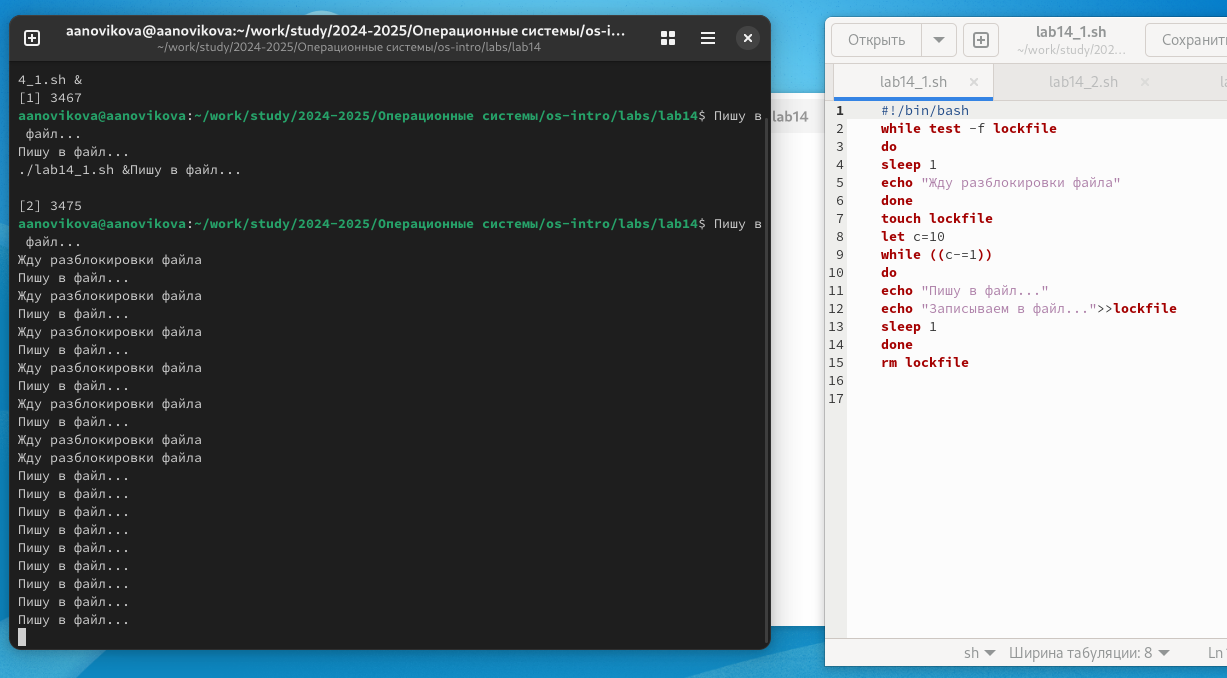 aanovikova@aanovikova:~/work/study/2024-2025/Операционные системы/os-i...
~/work/study/2024-2025/Операционные системы/os-intro/labs/lab14
4_1.sh &
[1] 3467
aanovikova@aanovikova:~/work/study/2024-2025/Операционные системы/os-intro/labs/lab14$ Пишу в
файл...
Пишу в файл...
./lab14_1.sh &Пишу в файл...
[2] 3475
aanovikova@aanovikova:~/work/study/2024-2025/Операционные системы/os-intro/labs/lab14$ Пишу в
файл...
Жду разблокировки файла
Пишу в файл...
Жду разблокировки файла
Пишу в файл...
Жду разблокировки файла
Пишу в файл...
Жду разблокировки файла
Пишу в файл...
Жду разблокировки файла
Пишу в файл...
Жду разблокировки файла
Жду разблокировки файла
Пишу в файл...
Пишу в файл...
Пишу в файл...
Пишу в файл...
Пишу в файл...
Пишу в файл...
Пишу в файл...
Пишу в файл...
Пишу в файл...
lab14
Открыть
lab14_1.sh
~/work/study/202...
Сохранит
lab14_1.sh × lab14_2.sh × la
1 #!/bin/bash
2 while test -f lockfile
3 do
4 sleep 1
5 echo "Жду разблокировки файла"
6 done
7 touch lockfile
8 let c=10
9 while ((c-=1))
10 do
11 echo "Пишу в файл..."
12 echo "Записываем в файл...">>lockfile
13 sleep 1
14 done
15 rm lockfile
16
17
sh Ширина табуляции: 8 Ln